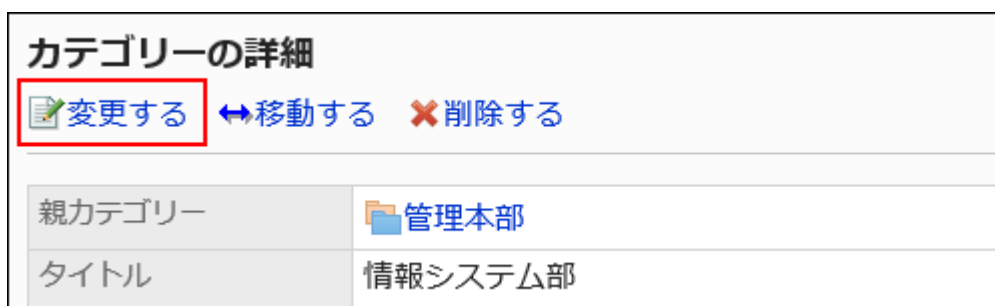 カテゴリーの詳細
変更する 移動する 削除する
親カテゴリー 管理本部
タイトル 情報システム部